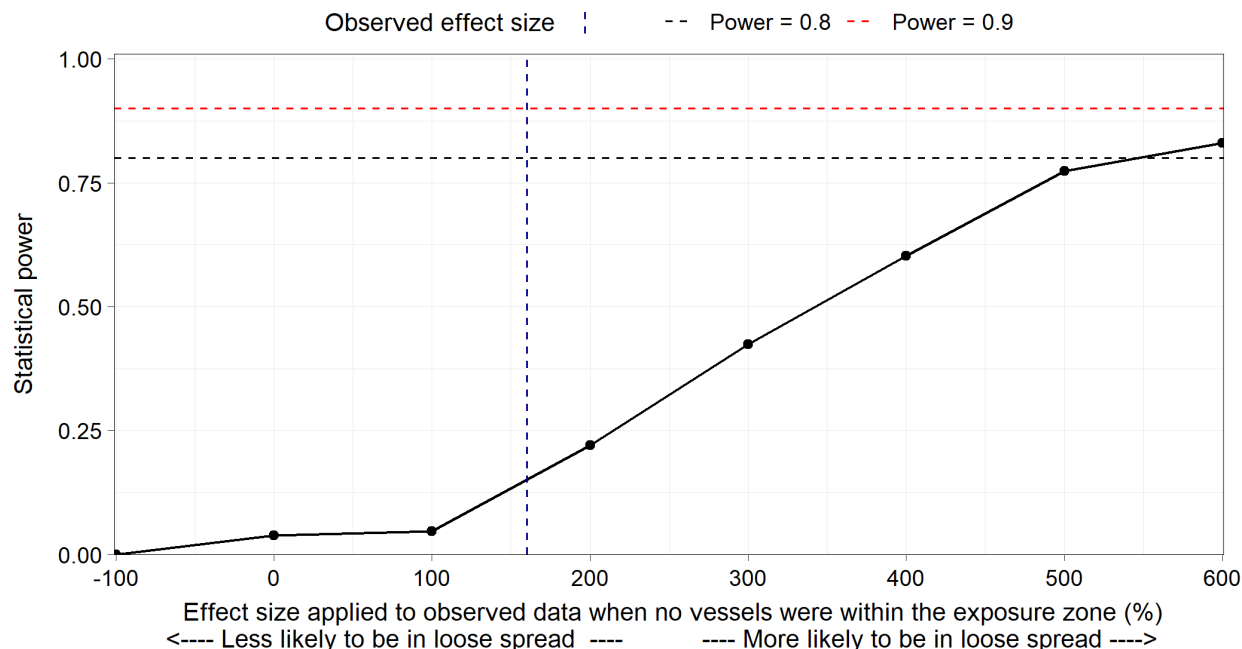 Observed effect size Power = 0.8 Power = 0.9
1.00
0.75
0.50
0.25
0.00
Statistical power
-100 0 100 200 300 400 500 600
Effect size applied to observed data when no vessels were within the exposure zone (%)
<---- Less likely to be in loose spread ---- ---- More likely to be in loose spread ---->